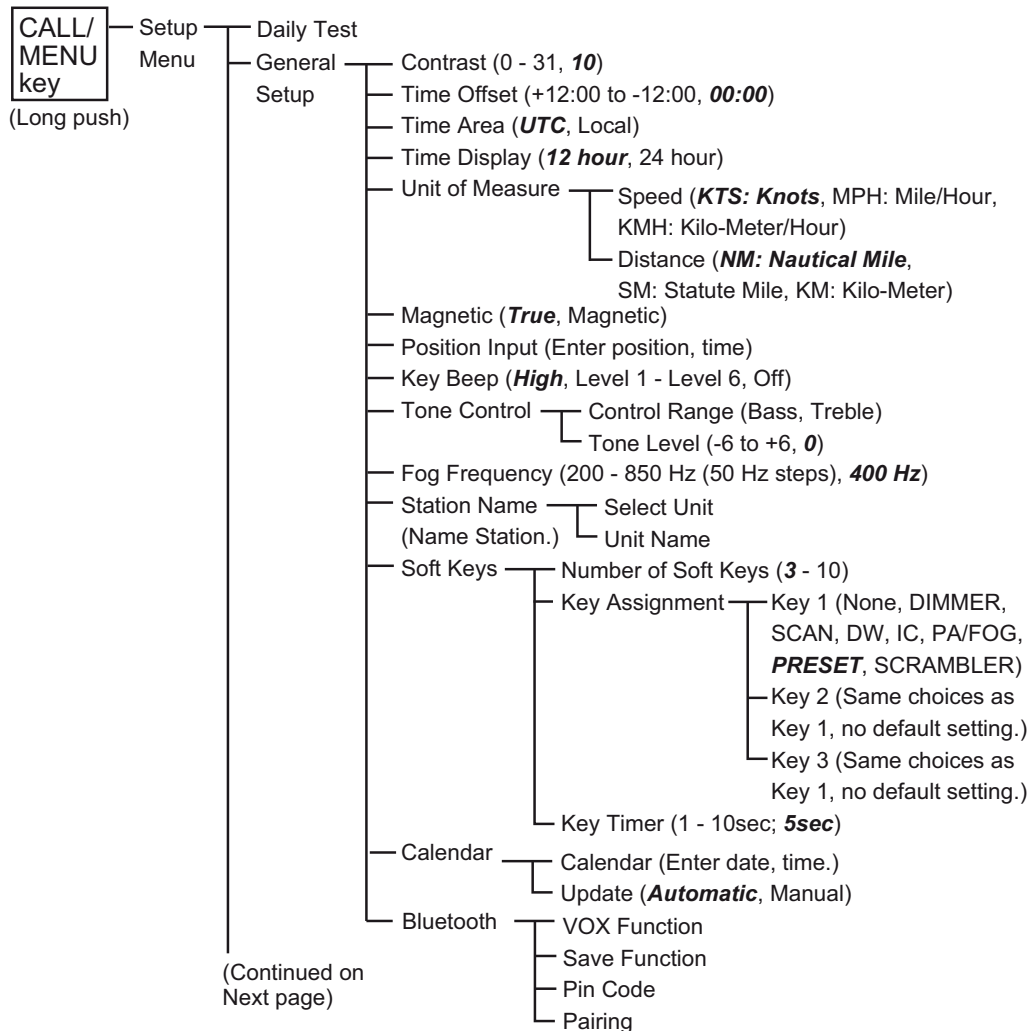 CALL/
MENU
key
(Long push)
Setup
Menu
Daily Test
General
Setup
Contrast (0 - 31, 10)
Time Offset (+12:00 to -12:00, 00:00)
Time Area (UTC, Local)
Time Display (12 hour, 24 hour)
Unit of Measure
Speed (KTS: Knots, MPH: Mile/Hour,
KMH: Kilo-Meter/Hour)
Distance (NM: Nautical Mile,
SM: Statute Mile, KM: Kilo-Meter)
Magnetic (True, Magnetic)
Position Input (Enter position, time)
Key Beep (High, Level 1 - Level 6, Off)
Tone Control
Control Range (Bass, Treble)
Tone Level (-6 to +6, 0)
Fog Frequency (200 - 850 Hz (50 Hz steps), 400 Hz)
Station Name
(Name Station.)
Select Unit
Unit Name
Soft Keys
Number of Soft Keys (3 - 10)
Key Assignment
Key 1 (None, DIMMER,
SCAN, DW, IC, PA/FOG,
PRESET, SCRAMBLER)
Key 2 (Same choices as
Key 1, no default setting.)
Key 3 (Same choices as
Key 1, no default setting.)
Key Timer (1 - 10sec; 5sec)
Calendar
Calendar (Enter date, time.)
Update (Automatic, Manual)
Bluetooth
VOX Function
Save Function
Pin Code
Pairing
(Continued on
Next page)